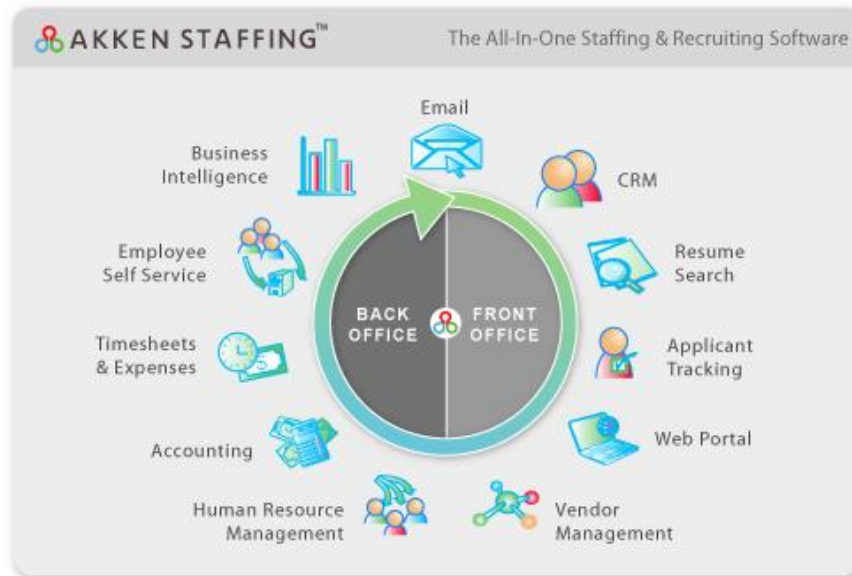 AKKEN STAFFING™
The All-In-One Staffing & Recruiting Software
Email
CRM
Resume
Search
Applicant
Tracking
Web Portal
Vendor
Management
Human Resource
Management
Accounting
Timesheets
& Expenses
Employee
Self Service
Business
Intelligence
BACK
OFFICE
FRONT
OFFICE